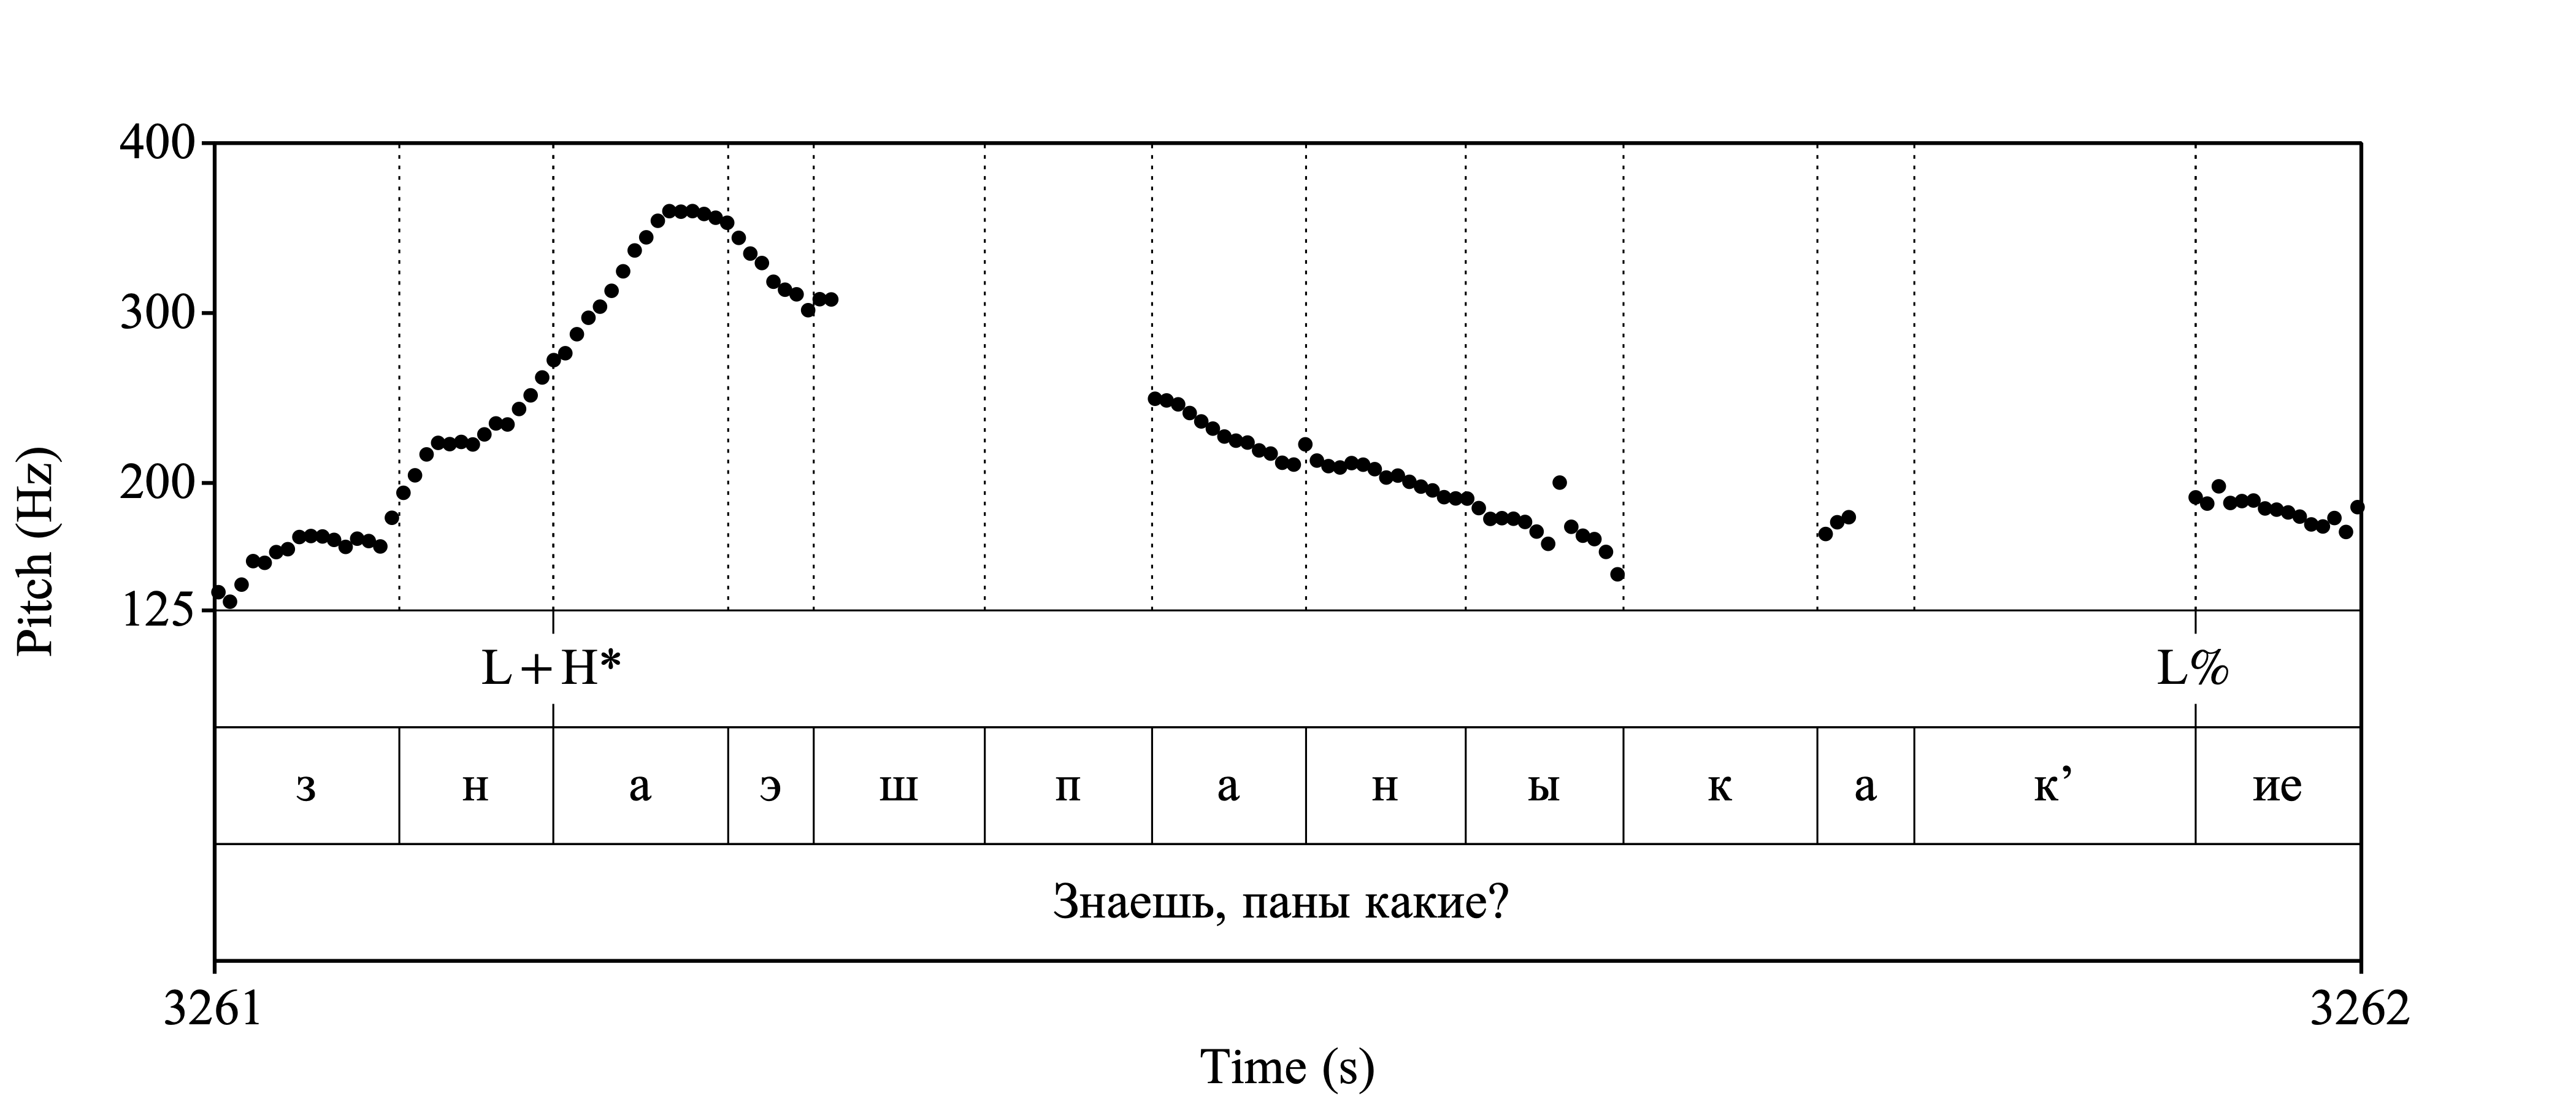 400
300
200
125
Pitch (Hz)
L+H* L%
з н а э ш п а н ы к а к’ ие
Знаешь, паны какие?
3261 3262
Time (s)